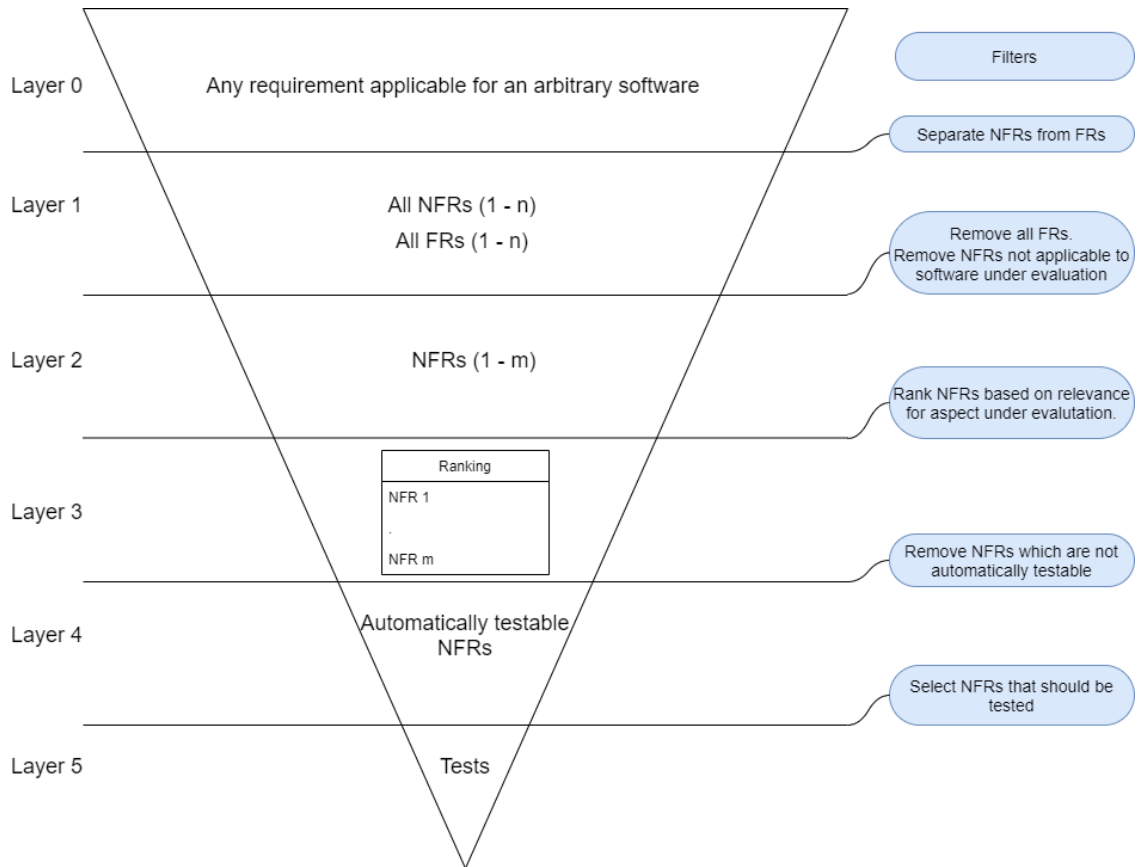 Layer 0
Any requirement applicable for an arbitrary software
Filters
Separate NFRs from FRs
Layer 1
All NFRs (1 - n)
All FRs (1 - n)
Remove all FRs.
Remove NFRs not applicable to
software under evaluation
Layer 2
NFRs (1 - m)
Rank NFRs based on relevance
for aspect under evalutation.
Layer 3
Ranking
NFR 1
.
NFR m
Remove NFRs which are not
automatically testable
Layer 4
Automatically testable
NFRs
Select NFRs that should be
tested
Layer 5
Tests